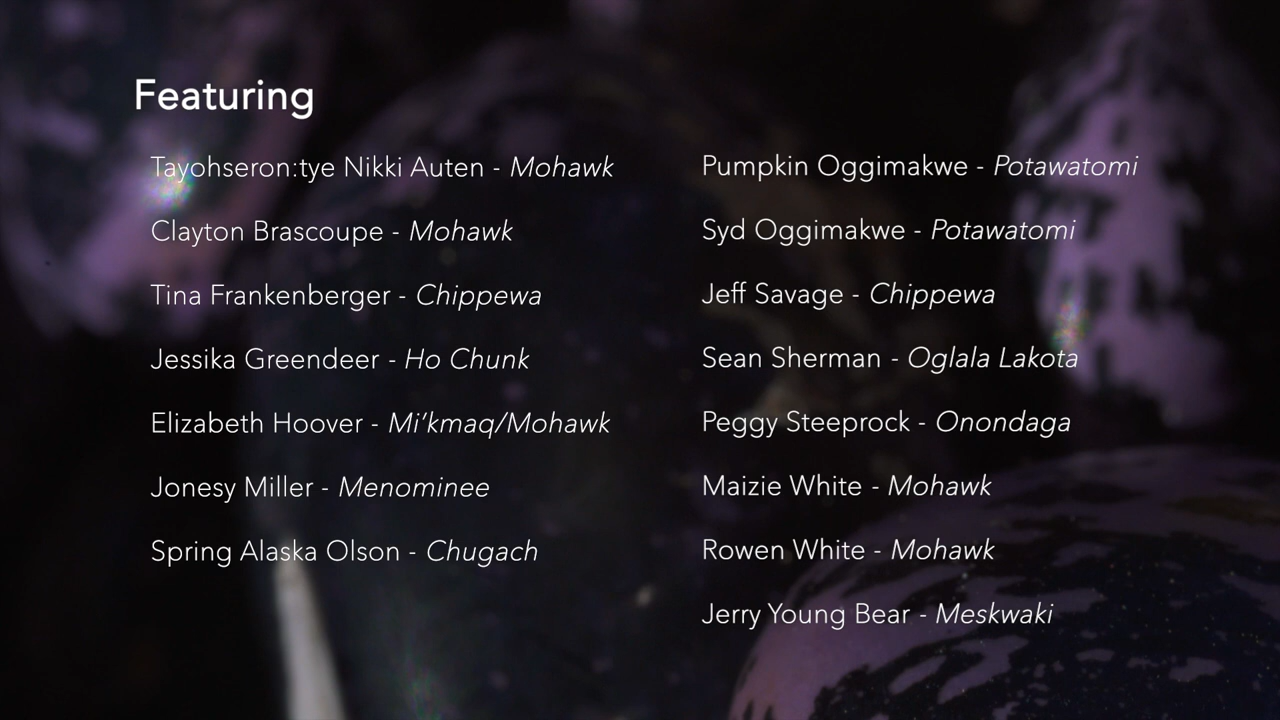 Featuring
Tayohseron:tye Nikki Auten - Mohawk
Clayton Brascoupe - Mohawk
Tina Frankenberger - Chippewa
Jessika Greendeer - Ho Chunk
Elizabeth Hoover - Mi’kmaq/Mohawk
Jonesy Miller - Menominee
Spring Alaska Olson - Chugach
Pumpkin Oggimakwe - Potawatomi
Syd Oggimakwe - Potawatomi
Jeff Savage - Chippewa
Sean Sherman - Oglala Lakota
Peggy Steeprock - Onondaga
Maizie White - Mohawk
Rowen White - Mohawk
Jerry Young Bear - Meskwaki